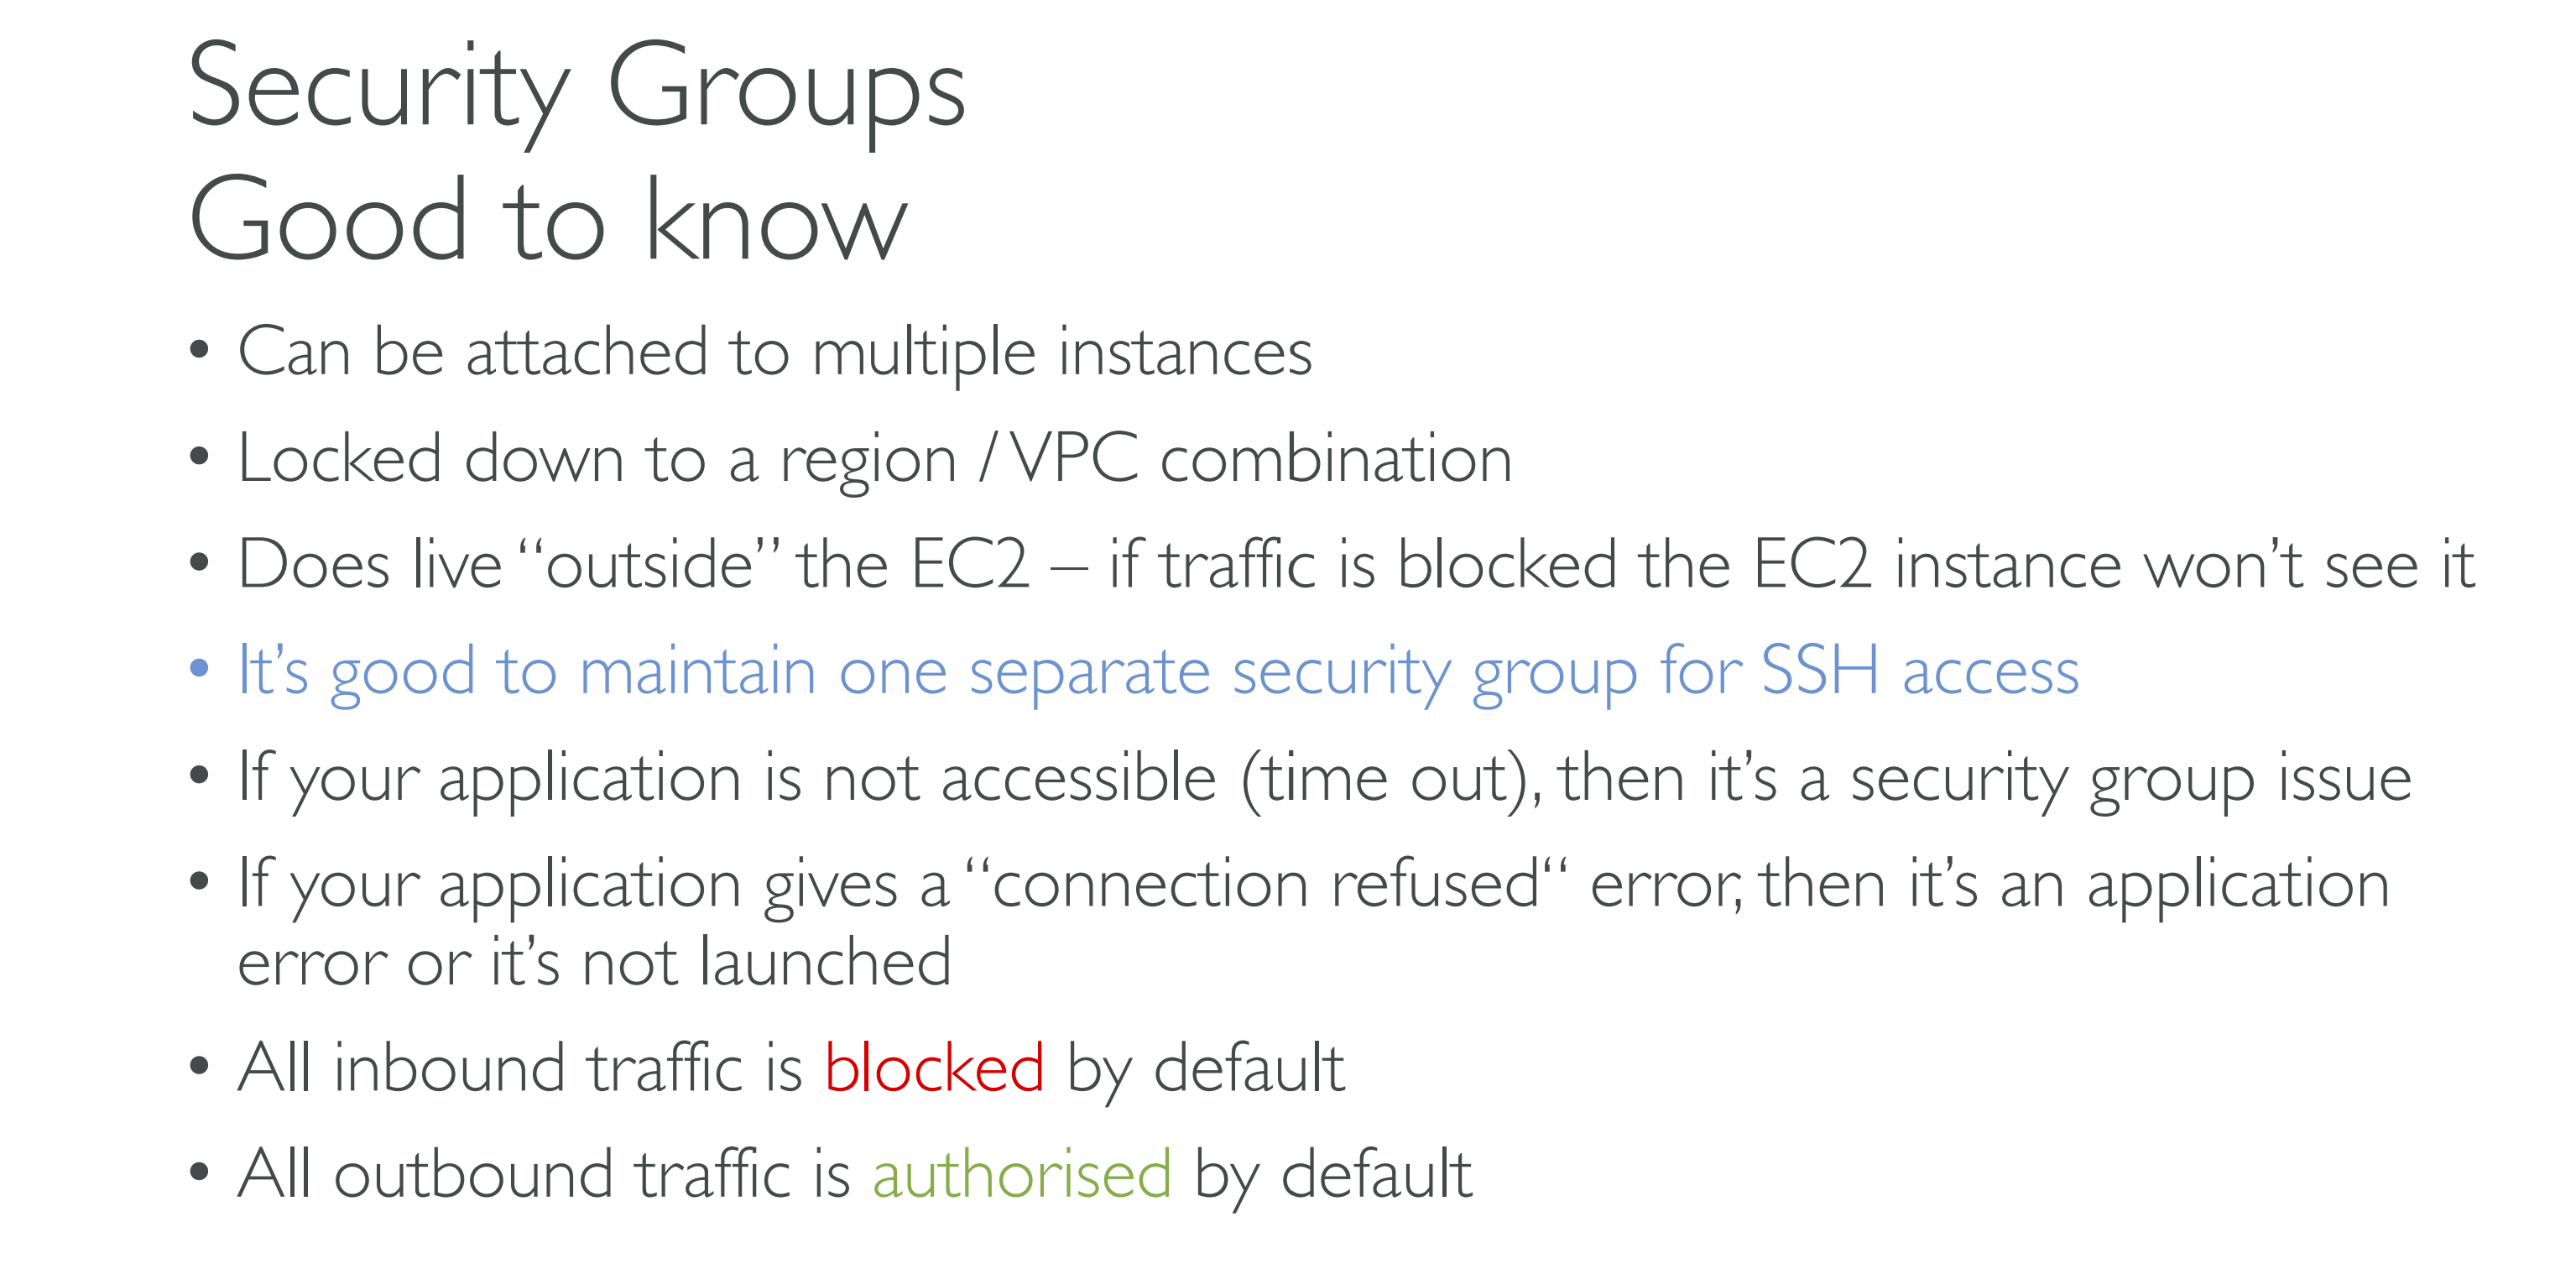 Security Groups
Good to know
• Can be attached to multiple instances
• Locked down to a region / VPC combination
• Does live “outside” the EC2 – if traffic is blocked the EC2 instance won’t see it
• It’s good to maintain one separate security group for SSH access
• If your application is not accessible (time out), then it’s a security group issue
• If your application gives a “connection refused“ error, then it’s an application
error or it’s not launched
• All inbound traffic is blocked by default
• All outbound traffic is authorised by default